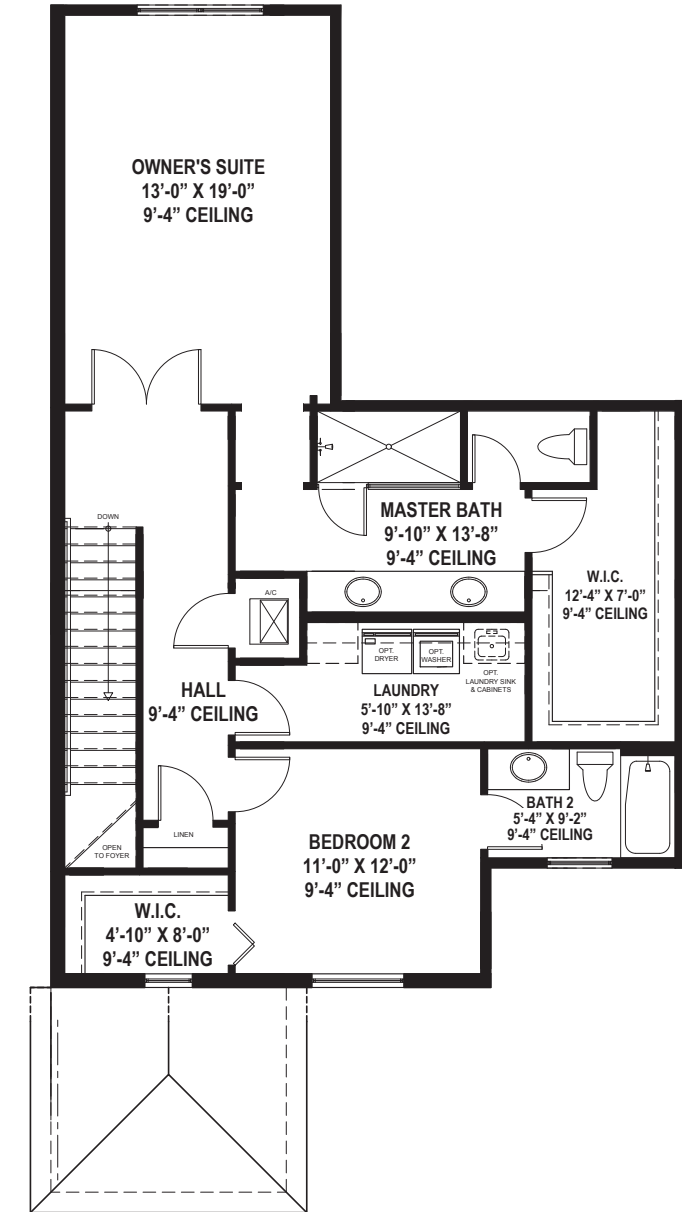 OWNER'S SUITE
13’-0” X 19’-0”
9’-4” CEILING
DOWN
MASTER BATH
9’-10” X 13’-8”
9’-4” CEILING
W.I.C.
12’-4” X 7’-0”
9’-4” CEILING
A/C
OPT.
DRYER
OPT.
WASHER
OPT.
LAUNDRY SINK
& CABINETS
HALL
9’-4” CEILING
LAUNDRY
5’-10” X 13’-8”
9’-4” CEILING
LINEN
OPEN
TO FOYER
BEDROOM 2
11’-0” X 12’-0”
9’-4” CEILING
BATH 2
5’-4” X 9’-2”
9’-4” CEILING
W.I.C.
4’-10” X 8’-0”
9’-4” CEILING